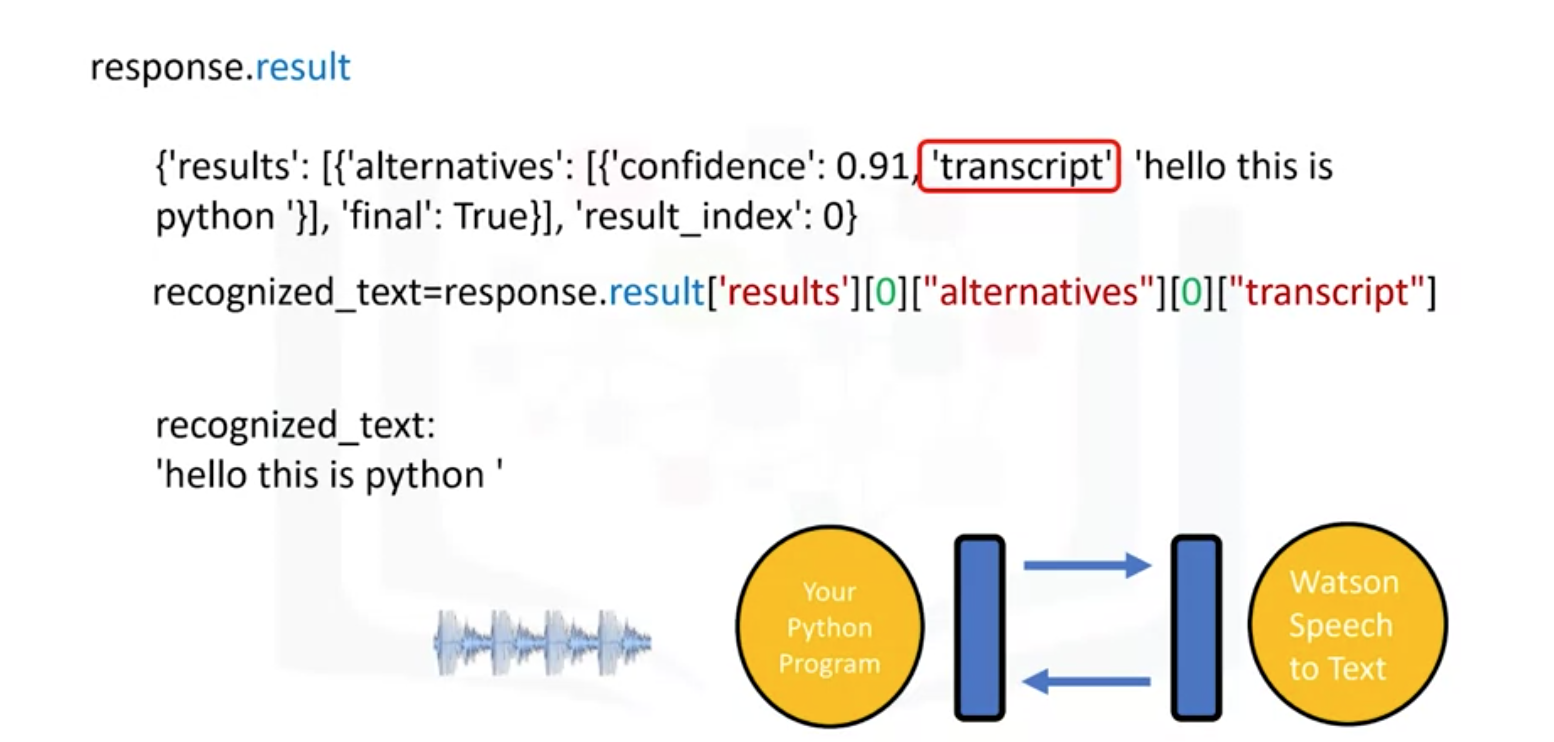 response.result
{'results': [{'alternatives': [{'confidence': 0.91, 'transcript' 'hello this is
python '}], 'final': True}], 'result_index': 0}
recognized_text=response.result['results'][0]["alternatives"][0]["transcript"]
recognized_text:
'hello this is python '
Your
Python
Program
Watson
Speech
to Text